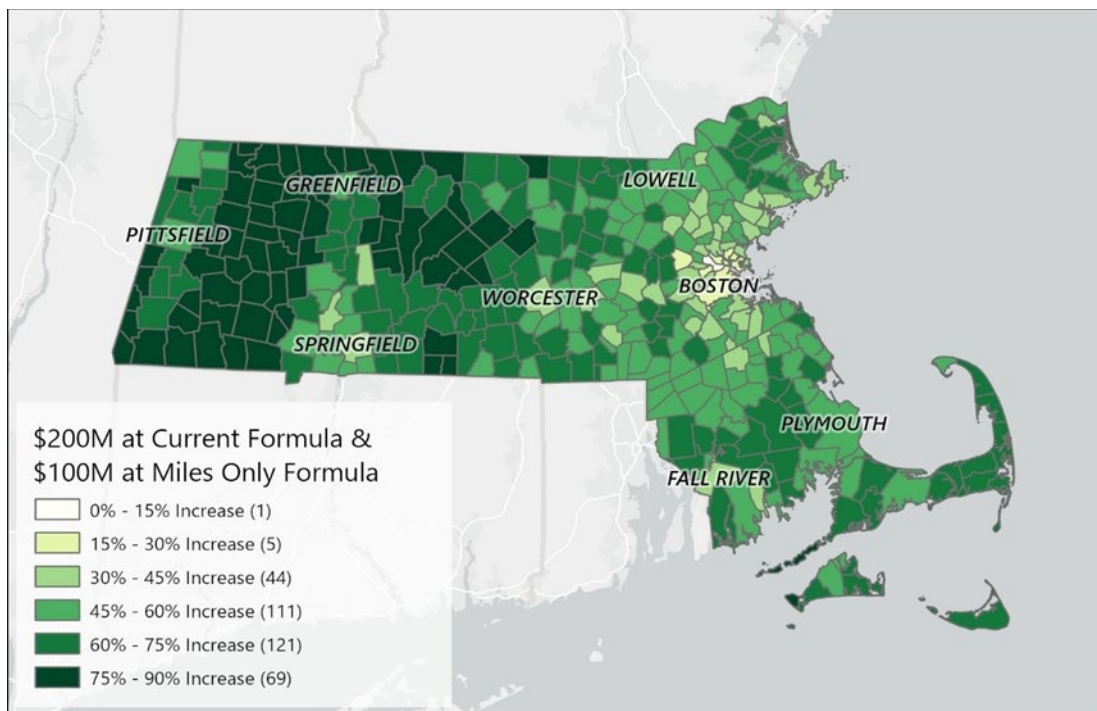 GREENFIELD
LOWELL
PITTSFIELD
WORCESTER
BOSTON
SPRINGFIELD
PLYMOUTH
FALL RIVER
$200M at Current Formula &
$100M at Miles Only Formula
0% - 15% Increase (1)
15% - 30% Increase (5)
30% - 45% Increase (44)
45% - 60% Increase (111)
60% - 75% Increase (121)
75% - 90% Increase (69)